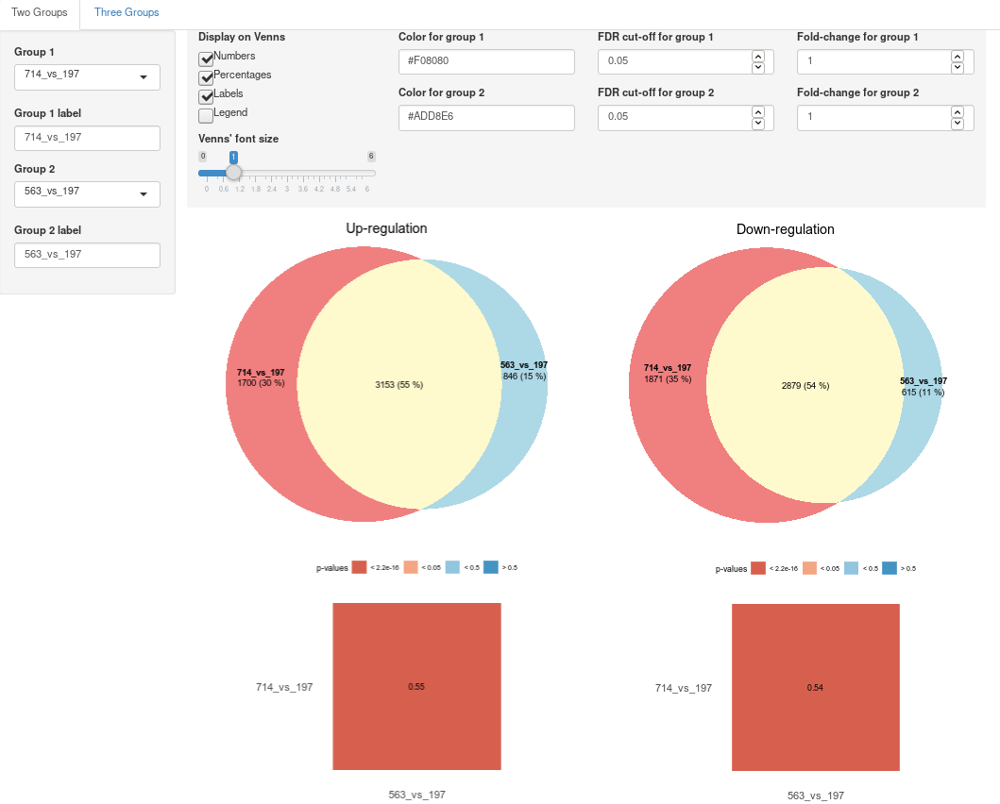 Two Groups
Three Groups
Group 1
714_vs_197
Group 1 label
714_vs_197
Group 2
563_vs_197
Group 2 label
563_vs_197
Display on Venns
Numbers
Percentages
Labels
Legend
Venns' font size
0 1 6
0 0.6 1.2 1.8 2.4 3 3.6 4.2 4.8 5.4 6
Color for group 1
#F08080
Color for group 2
#ADD8E6
FDR cut-off for group 1
0.05
FDR cut-off for group 2
0.05
Fold-change for group 1
1
Fold-change for group 2
1
Up-regulation
714_vs_197
1700 (30 %)
3153 (55 %)
563_vs_197
846 (15 %)
Down-regulation
714_vs_197
1871 (35 %)
2879 (54 %)
563_vs_197
615 (11 %)
p-values < 2.2e-16 < 0.05 < 0.5 > 0.5
714_vs_197
0.55
563_vs_197
p-values < 2.2e-16 < 0.05 < 0.5 > 0.5
714_vs_197
0.54
563_vs_197